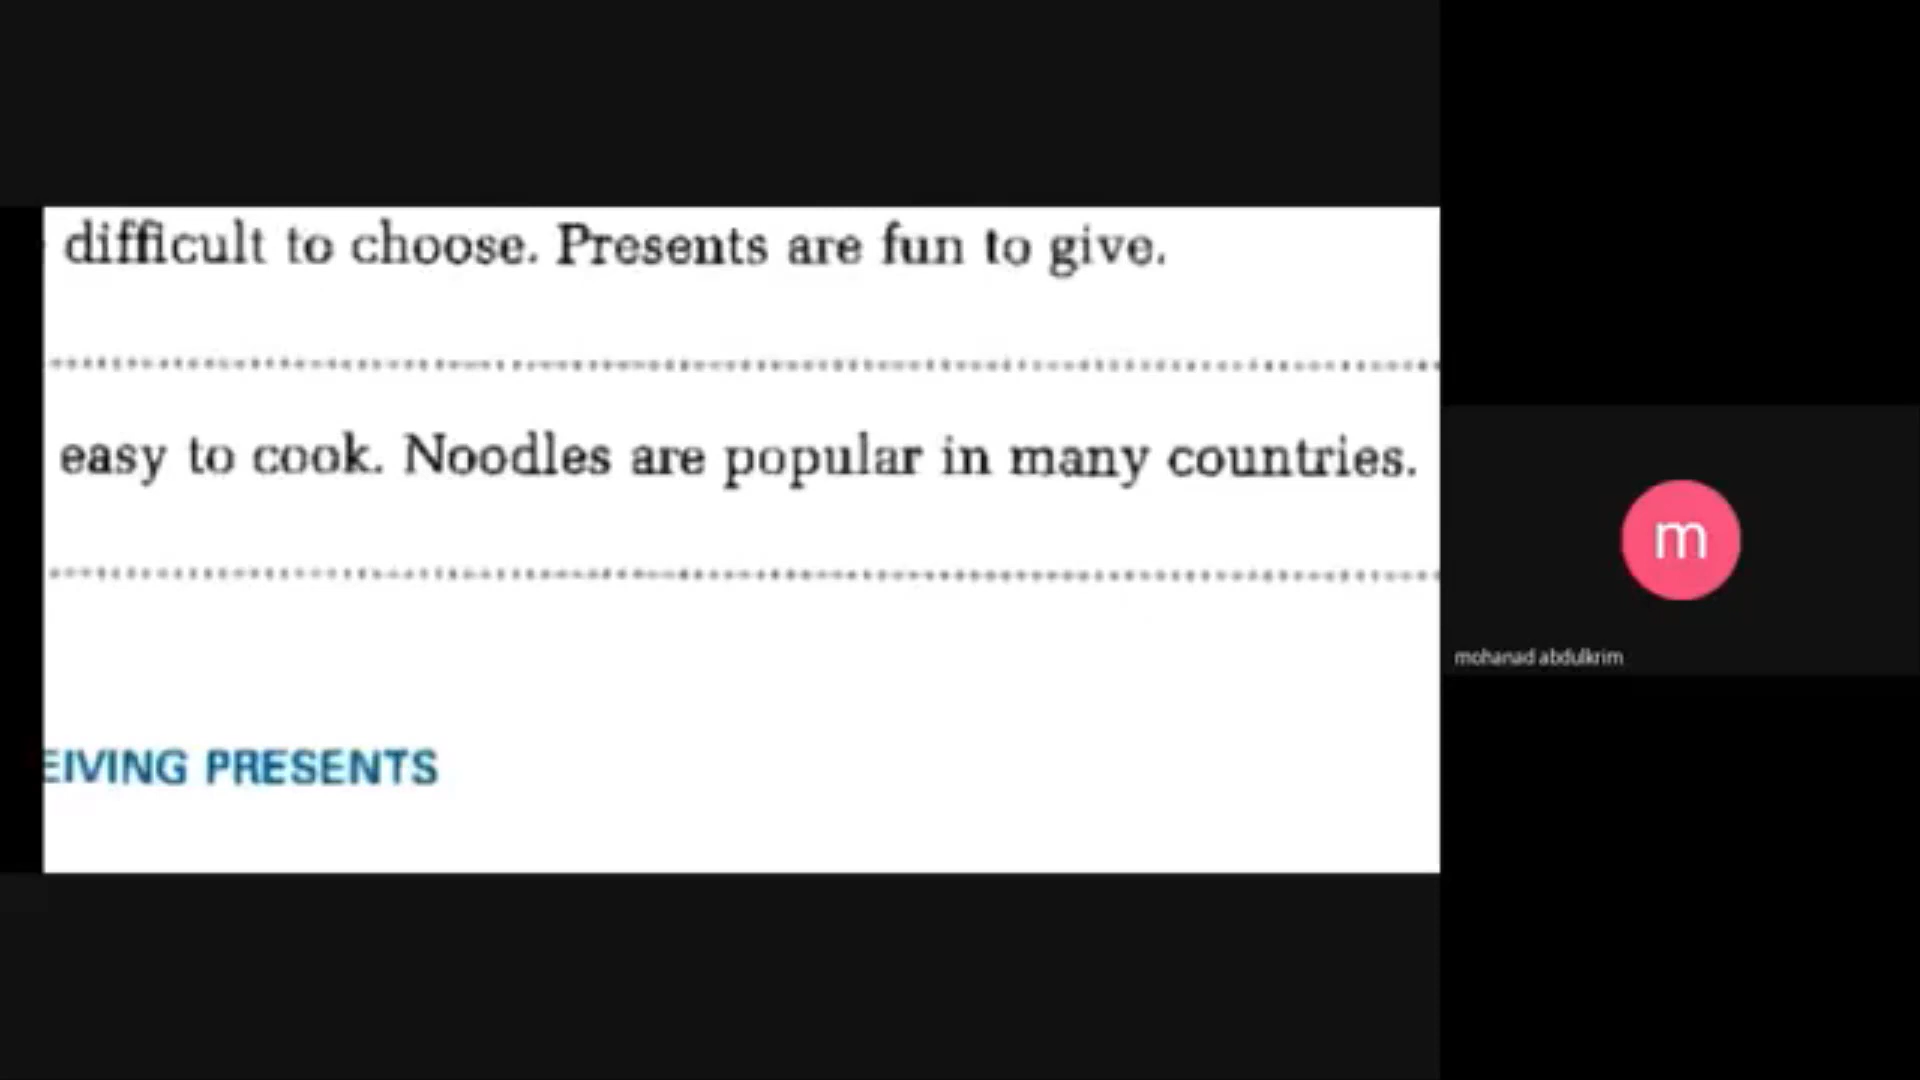 difficult to choose. Presents are fun to give.
easy to cook. Noodles are popular in many countries.
EIVING PRESENTS
m
mohanad abdulkrim